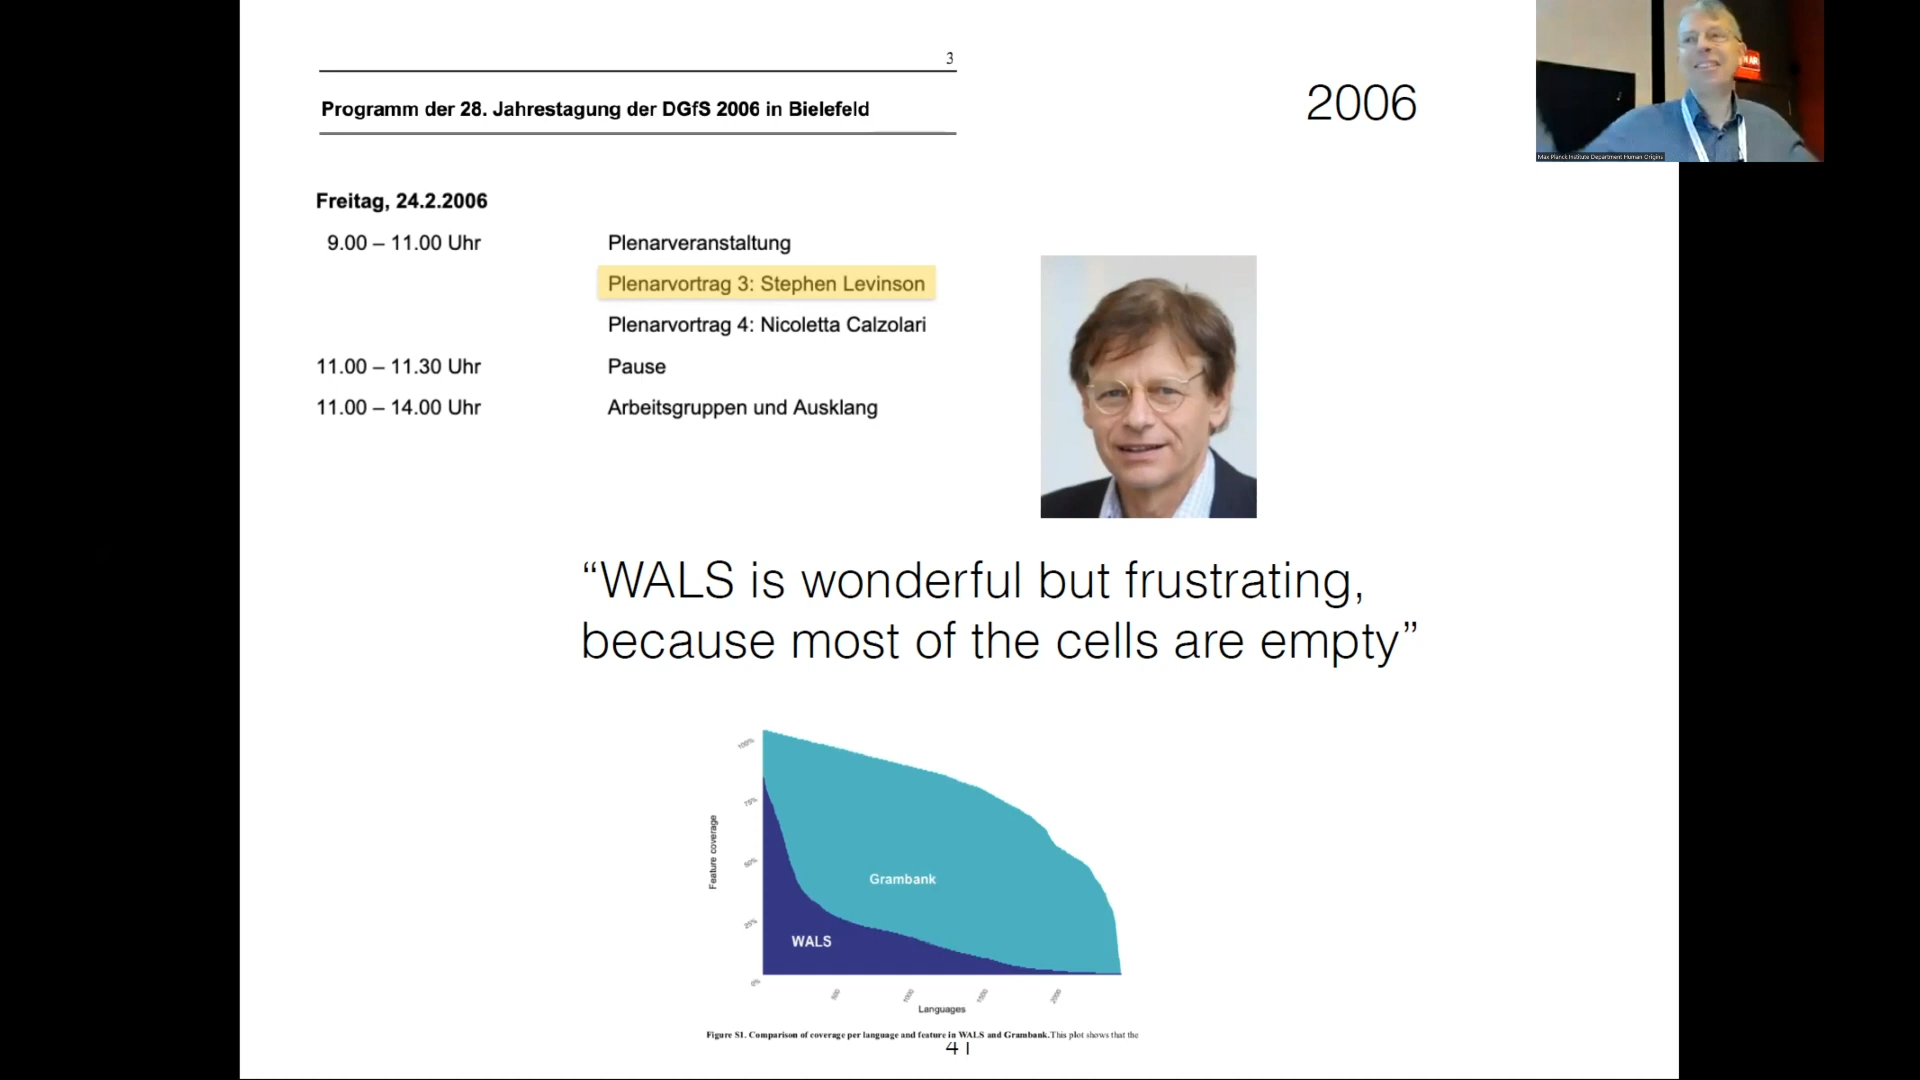 3
Programm der 28. Jahrestagung der DGfS 2006 in Bielefeld
2006
Max Planck Institute Department Human Origins
Freitag, 24.2.2006
9.00 – 11.00 Uhr Plenarveranstaltung
Plenarvortrag 3: Stephen Levinson
Plenarvortrag 4: Nicoletta Calzolari
11.00 – 11.30 Uhr Pause
11.00 – 14.00 Uhr Arbeitsgruppen und Ausklang
“WALS is wonderful but frustrating,
because most of the cells are empty”
100%
75%
50%
25%
0%
Feature coverage
Grambank
WALS
500 1000 1500 2000
Languages
Figure S1. Comparison of coverage per language and feature in WALS and Grambank. This plot shows that the
41